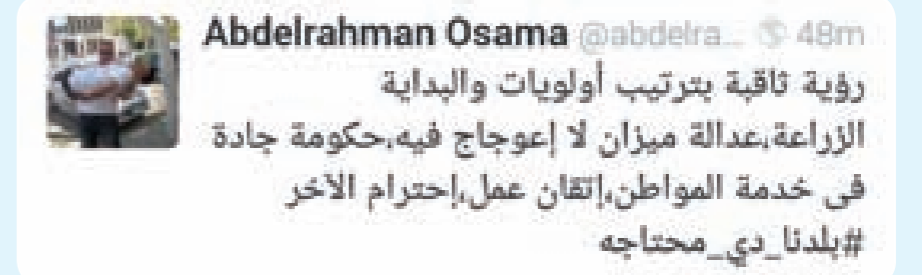 Abdelrahman Osama @abdelra... 48m
رؤية ثاقبة بترتيب أولويات والبداية
الزراعة,عدالة ميزان لا إعوجاج فيه,حكومة جادة
فى خدمة المواطن,إتقان عمل,إحترام الآخر
#بلدنا_دي_محتاجه